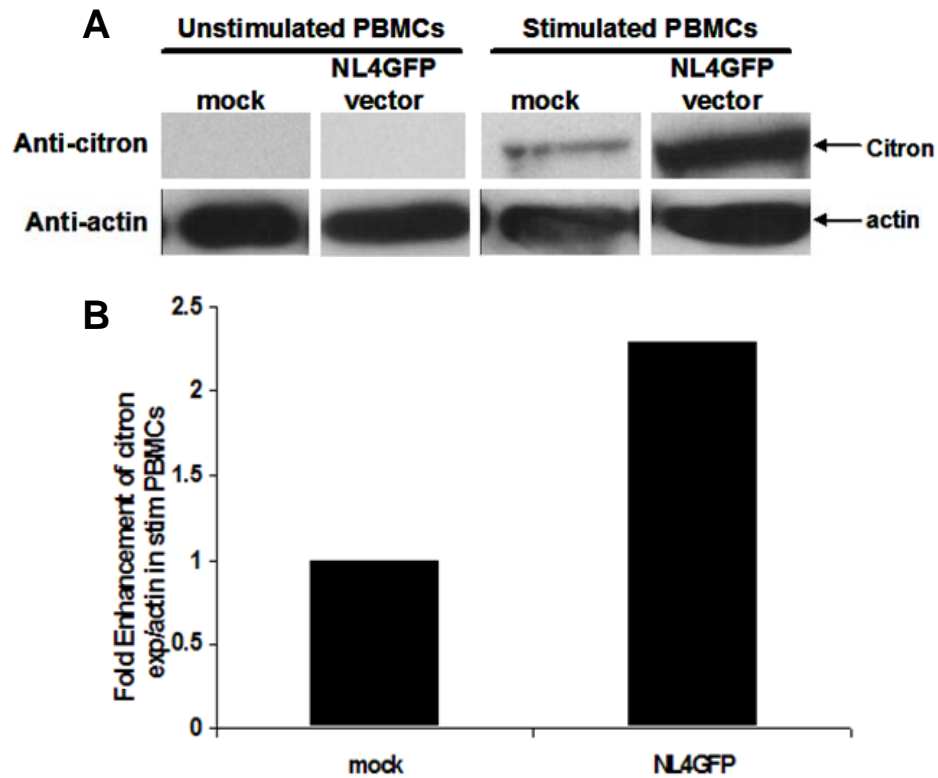 A
Unstimulated PBMCs
Stimulated PBMCs
mock
NL4GFP
vector
mock
NL4GFP
vector
Anti-citron
Citron
Anti-actin
actin
B
Fold Enhancement of citron
exp/actin in stim PBMCs
2.5
2
1.5
1
0.5
0
mock
NL4GFP